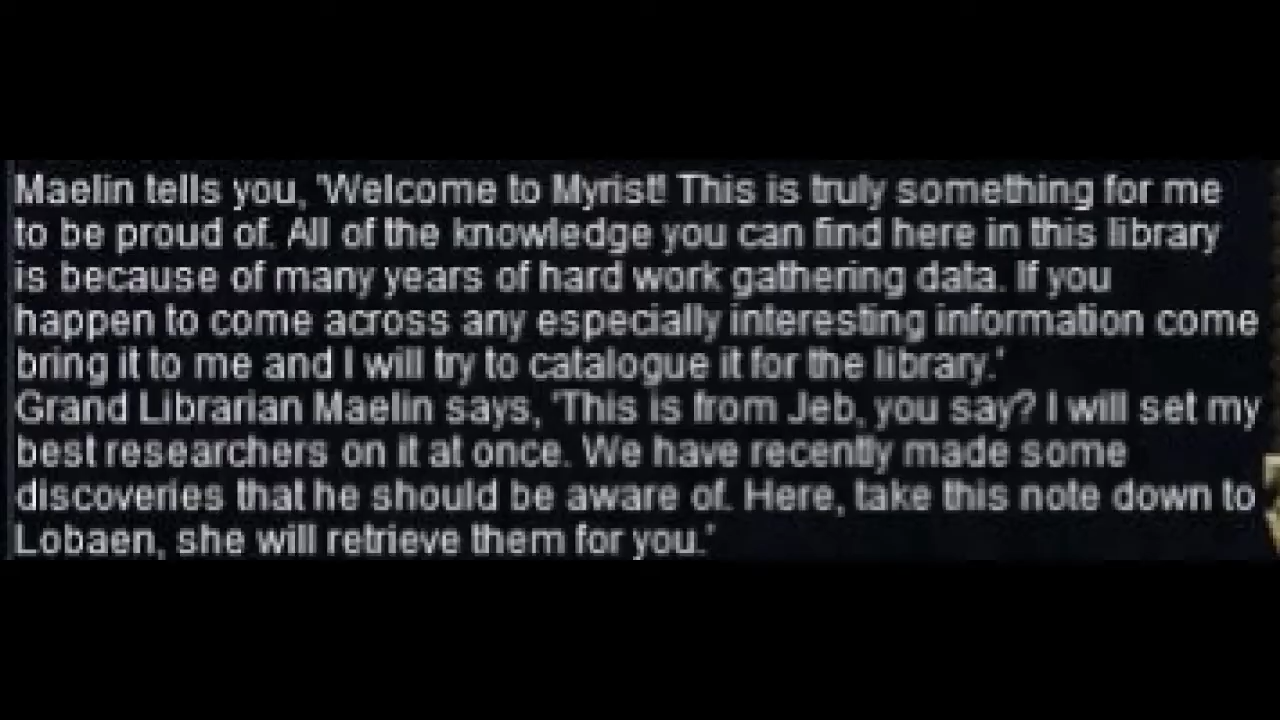 Maelin tells you, 'Welcome to Myrist! This is truly something for me
to be proud of. All of the knowledge you can find here in this library
is because of many years of hard work gathering data. If you
happen to come across any especially interesting information come
bring it to me and I will try to catalogue it for the library.'
Grand Librarian Maelin says, 'This is from Jeb, you say? I will set my
best researchers on it at once. We have recently made some
discoveries that he should be aware of. Here, take this note down to
Lobaen, she will retrieve them for you.'